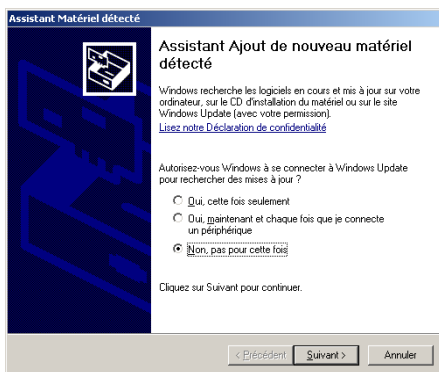 Assistant Matériel détecté
Assistant Ajout de nouveau matériel
détecté
Windows recherche les logiciels en cours et mis à jour sur votre
ordinateur, sur le CD d'installation du matériel ou sur le site
Windows Update (avec votre permission).
Lisez notre Déclaration de confidentialité
Autorisez-vous Windows à se connecter à Windows Update
pour rechercher des mises à jour ?
Oui, cette fois seulement
Oui, maintenant et chaque fois que je connecte
un périphérique
Non, pas pour cette fois
Cliquez sur Suivant pour continuer.
< Précédent
Suivant >
Annuler